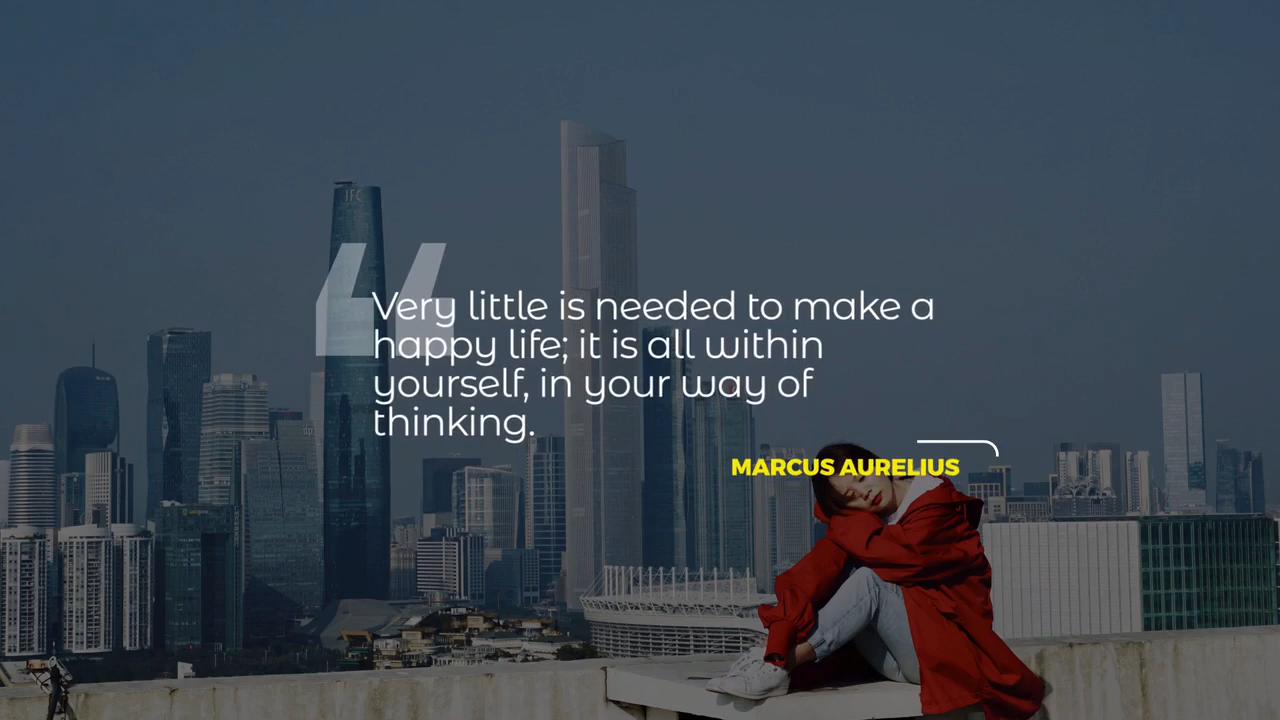 IFC
“
Very little is needed to make a
happy life; it is all within
yourself, in your way of
thinking.
MARCUS AURELIUS